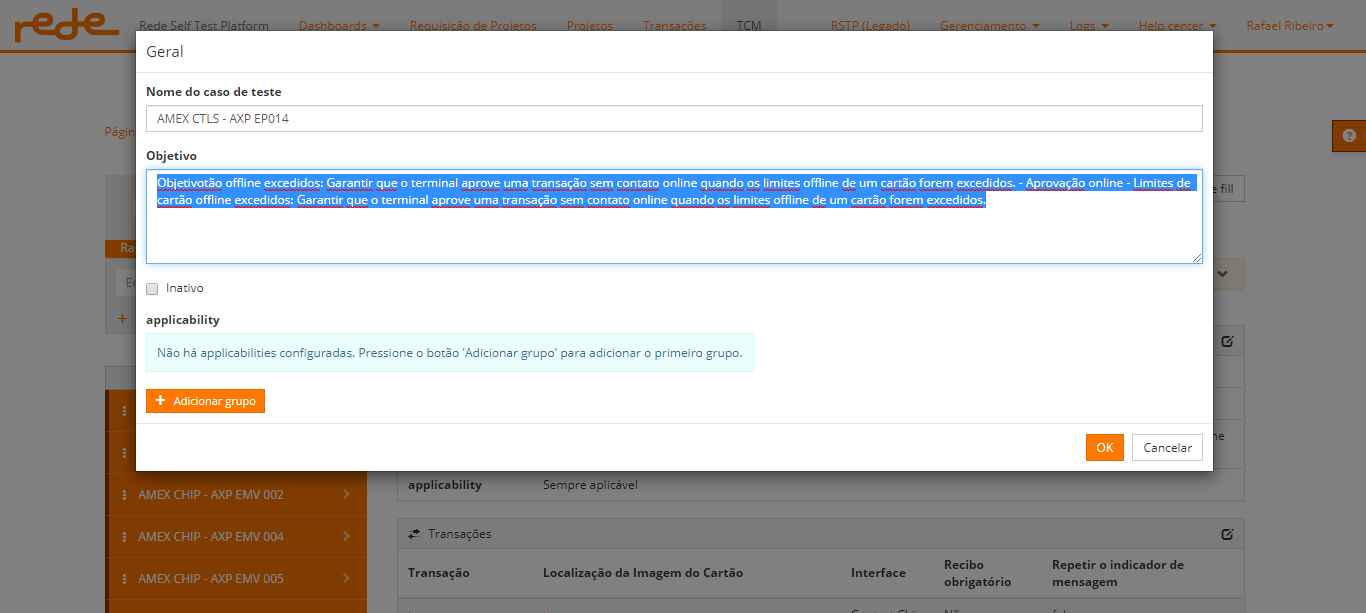 rede
Rede Self Test Platform
Dashboards
Requisição de Projetos
Projetos
Transações
TCM
RSTP (Legado)
Gerenciamento
Logs
Help center
Rafael Ribeiro
Geral
Nome do caso de teste
AMEX CTLS - AXP EP014
Objetivo
Objetivotão offline excedidos: Garantir que o terminal aprove uma transação sem contato online quando os limites offline de um cartão forem excedidos. - Aprovação online - Limites de
cartão offline excedidos: Garantir que o terminal aprove uma transação sem contato online quando os limites offline de um cartão forem excedidos.
Inativo
applicability
Não há applicabilities configuradas. Pressione o botão 'Adicionar grupo' para adicionar o primeiro grupo.
+ Adicionar grupo
OK
Cancelar
Págin
e fill
Ra
+
AMEX CHIP - AXP EMV 002
AMEX CHIP - AXP EMV 004
AMEX CHIP - AXP EMV 005
ne
applicability
Sempre aplicável
Transações
Transação
Localização da Imagem do Cartão
Interface
Recibo
obrigatório
Repetir o indicador de
mensagem